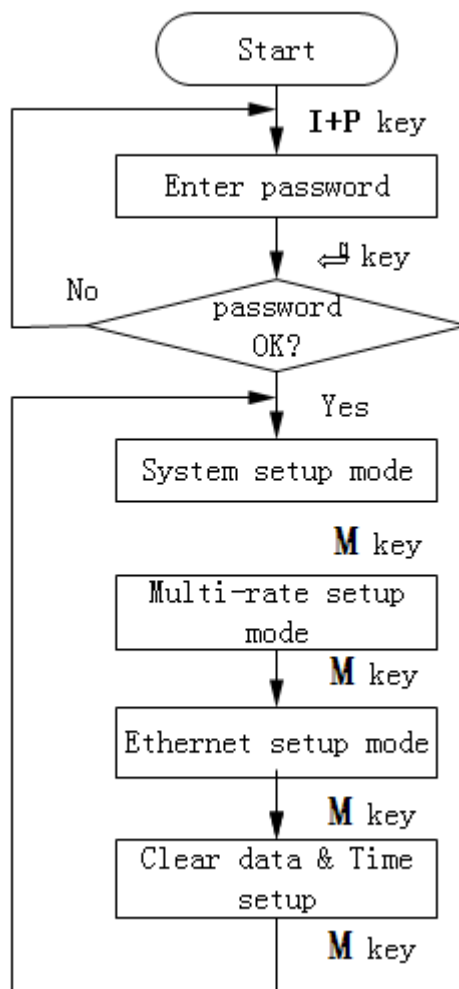 Start
I+P key
Enter password
⏎ key
No
password
OK?
Yes
System setup mode
M key
Multi-rate setup
mode
M key
Ethernet setup mode
M key
Clear data & Time
setup
M key